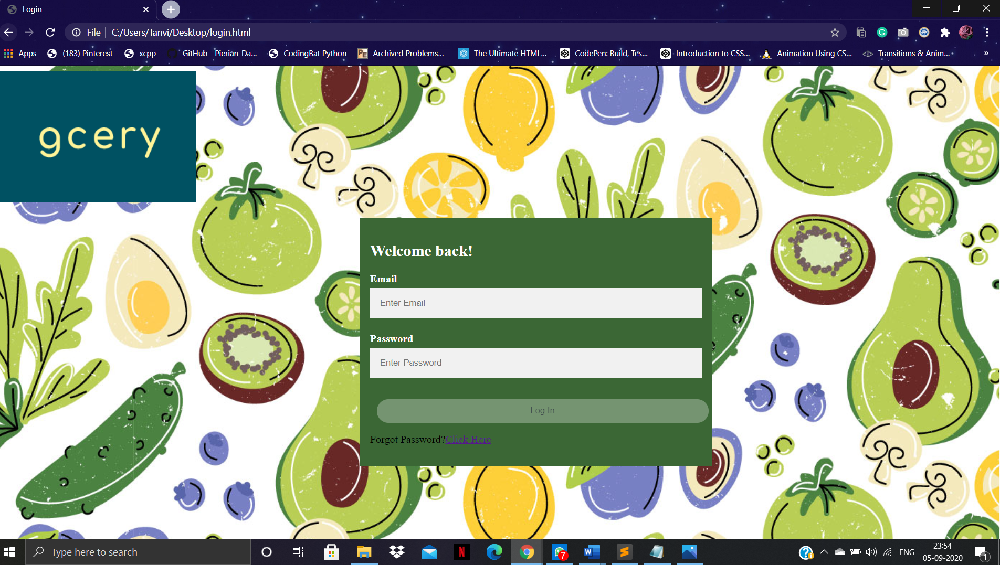 Login
File
C:/Users/Tanvi/Desktop/login.html
Apps
(183) Pinterest
xcpp
GitHub - Pierian-Da...
CodingBat Python
PE
Archived Problems...
The Ultimate HTML...
CodePen: Build, Tes...
Introduction to CSS...
Animation Using CS...
Transitions & Anim...
»
gcery
Welcome back!
Email
Enter Email
Password
Enter Password
Log In
Forgot Password?Click Here
Type here to search
7
ENG
23:54
05-09-2020
1